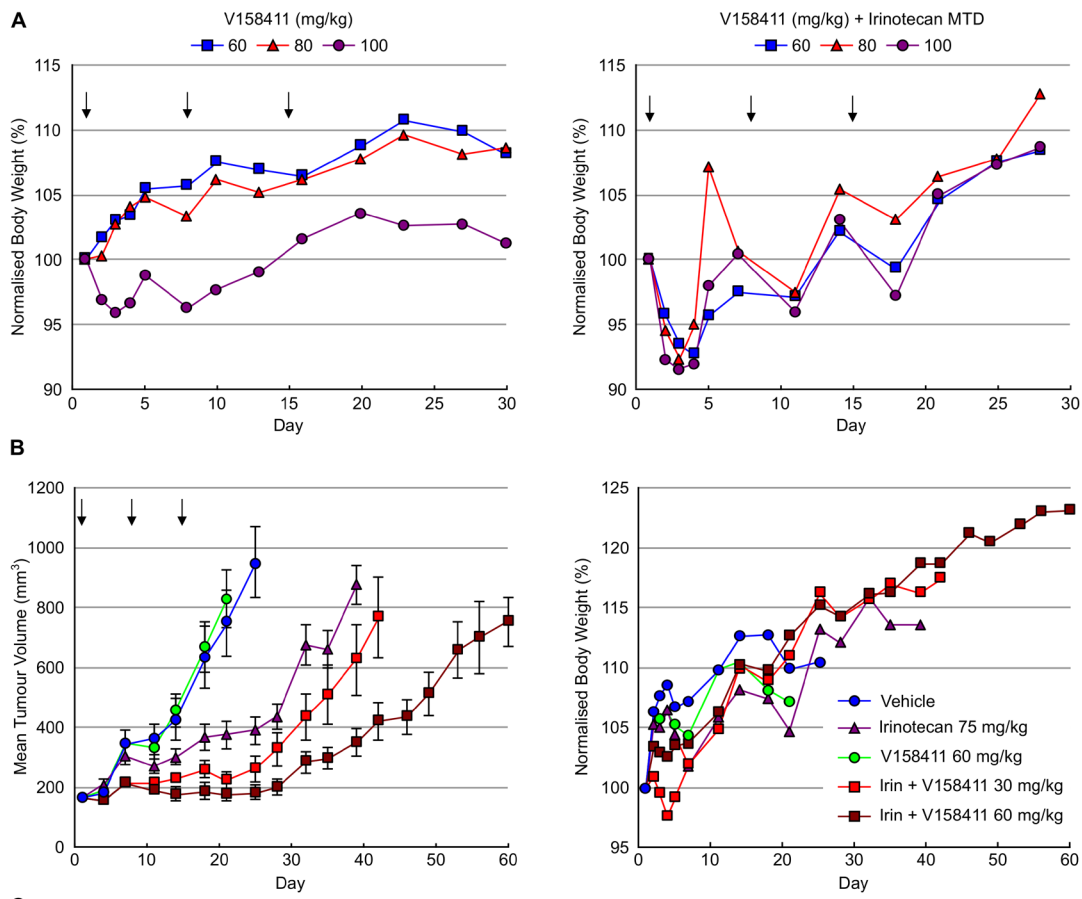 A
V158411 (mg/kg)
60 80 100
Normalised Body Weight (%)
115
110
105
100
95
90
0 5 10 15 20 25 30
Day
V158411 (mg/kg) + Irinotecan MTD
60 80 100
Normalised Body Weight (%)
115
110
105
100
95
90
0 5 10 15 20 25 30
Day
B
Mean Tumour Volume (mm³)
1200
1000
800
600
400
200
0
0 10 20 30 40 50 60
Day
Normalised Body Weight (%)
125
120
115
110
105
100
95
0 10 20 30 40 50 60
Day
Vehicle
Irinotecan 75 mg/kg
V158411 60 mg/kg
Irin + V158411 30 mg/kg
Irin + V158411 60 mg/kg